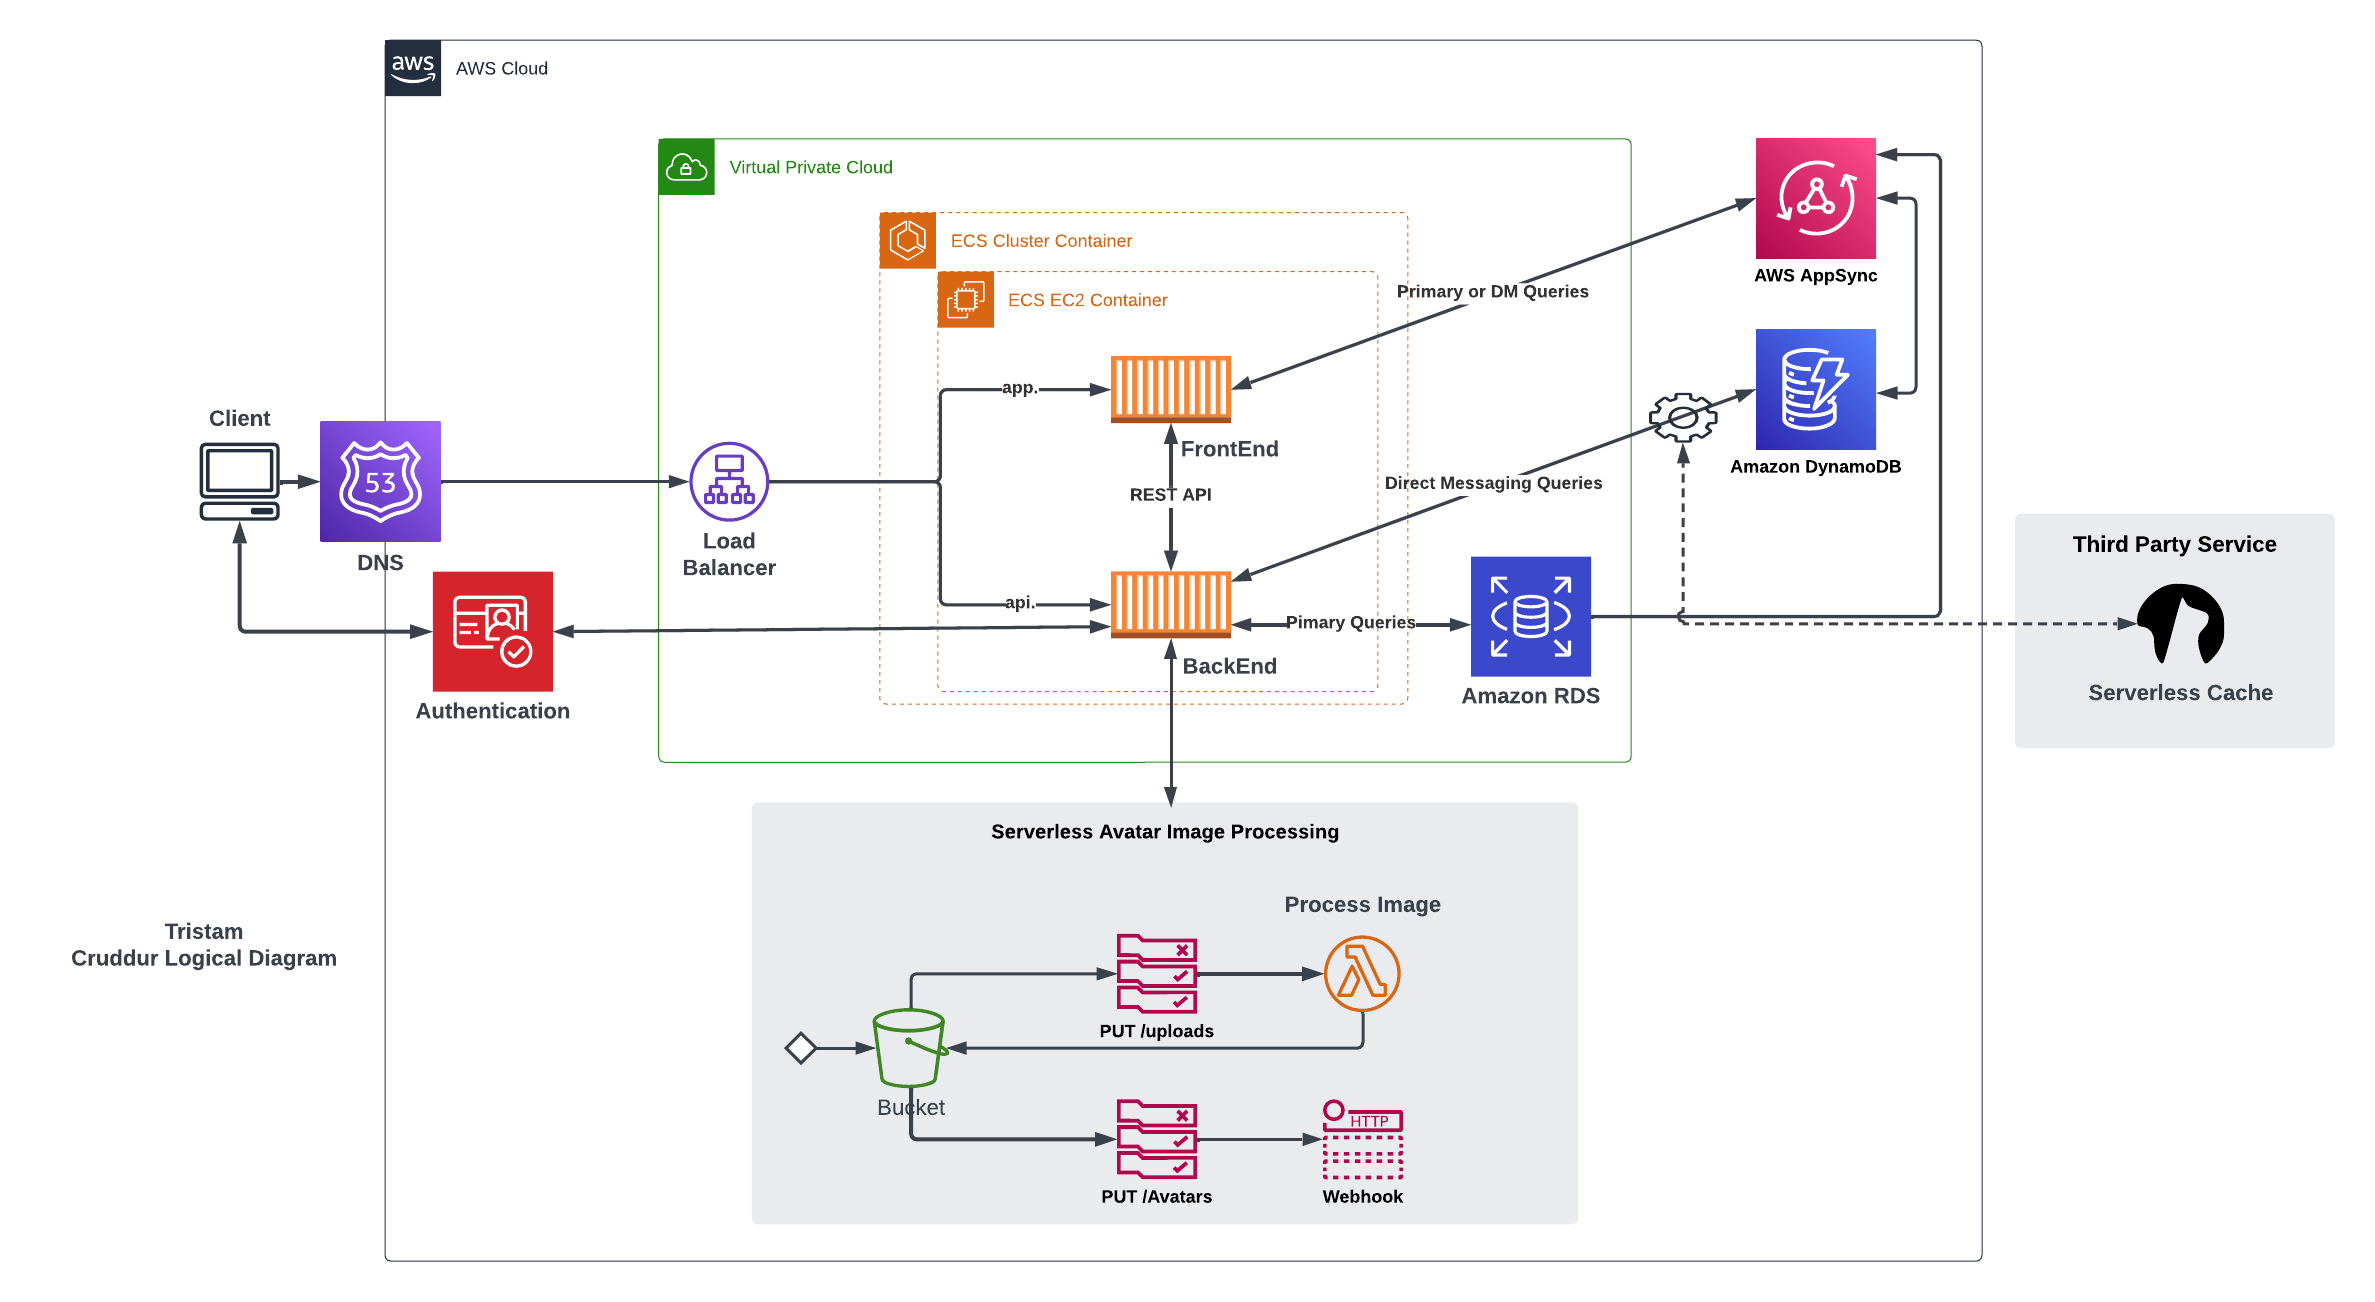 aws
AWS Cloud
Virtual Private Cloud
ECS Cluster Container
ECS EC2 Container
AWS AppSync
Primary or DM Queries
app.
Client
53
DNS
FrontEnd
REST API
Direct Messaging Queries
Amazon DynamoDB
Load
Balancer
api.
Pimary Queries
BackEnd
Amazon RDS
Authentication
Third Party Service
Serverless Cache
Serverless Avatar Image Processing
Process Image
Tristam
Cruddur Logical Diagram
PUT /uploads
Bucket
HTTP
PUT /Avatars
Webhook